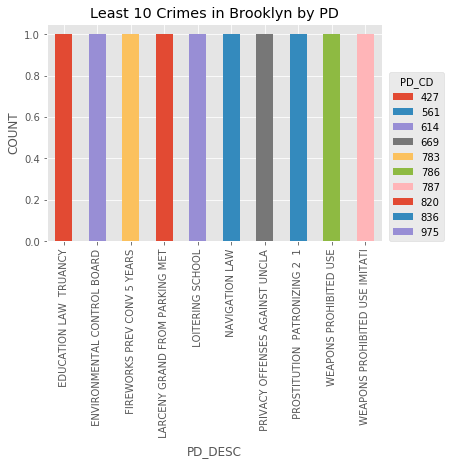 Least 10 Crimes in Brooklyn by PD
COUNT
1.0
0.8
0.6
0.4
0.2
0.0
EDUCATION LAW  TRUANCY
ENVIRONMENTAL CONTROL BOARD
FIREWORKS PREV CONV 5 YEARS
LARCENY GRAND FROM PARKING MET
LOITERING SCHOOL
NAVIGATION LAW
PRIVACY OFFENSES AGAINST UNCLA
PROSTITUTION  PATRONIZING 2  1
WEAPONS PROHIBITED USE
WEAPONS PROHIBITED USE IMITATI
PD_DESC
PD_CD
427
561
614
669
783
786
787
820
836
975